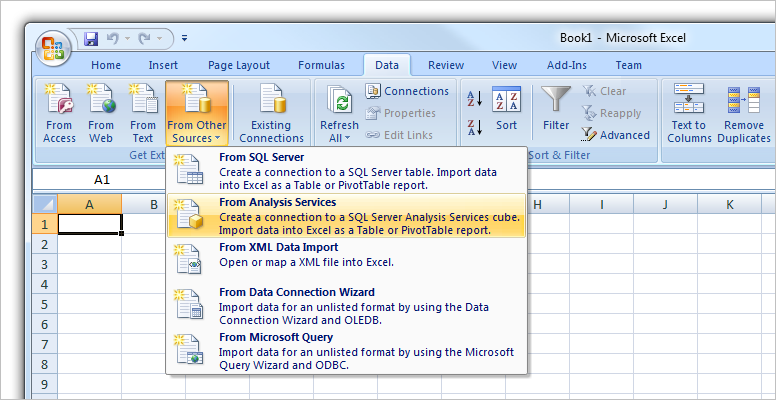 Book1 - Microsoft Excel
Home Insert Page Layout Formulas Data Review View Add-Ins Team
From Access
From Web
From Text
From Other Sources
Existing Connections
Refresh All
Connections
Properties
Edit Links
A Z
Z A
A Z Z A
Sort
Filter
Clear
Reapply
Advanced
Text to Columns
Remove Duplicates
Get Ext
Sort & Filter
From SQL Server
Create a connection to a SQL Server table. Import data
into Excel as a Table or PivotTable report.
From Analysis Services
Create a connection to a SQL Server Analysis Services cube.
Import data into Excel as a Table or PivotTable report.
From XML Data Import
Open or map a XML file into Excel.
From Data Connection Wizard
Import data for an unlisted format by using the Data
Connection Wizard and OLEDB.
From Microsoft Query
Import data for an unlisted format by using the Microsoft
Query Wizard and ODBC.
A1
A B H I J K
1
2
3
4
5
6
7
8
9